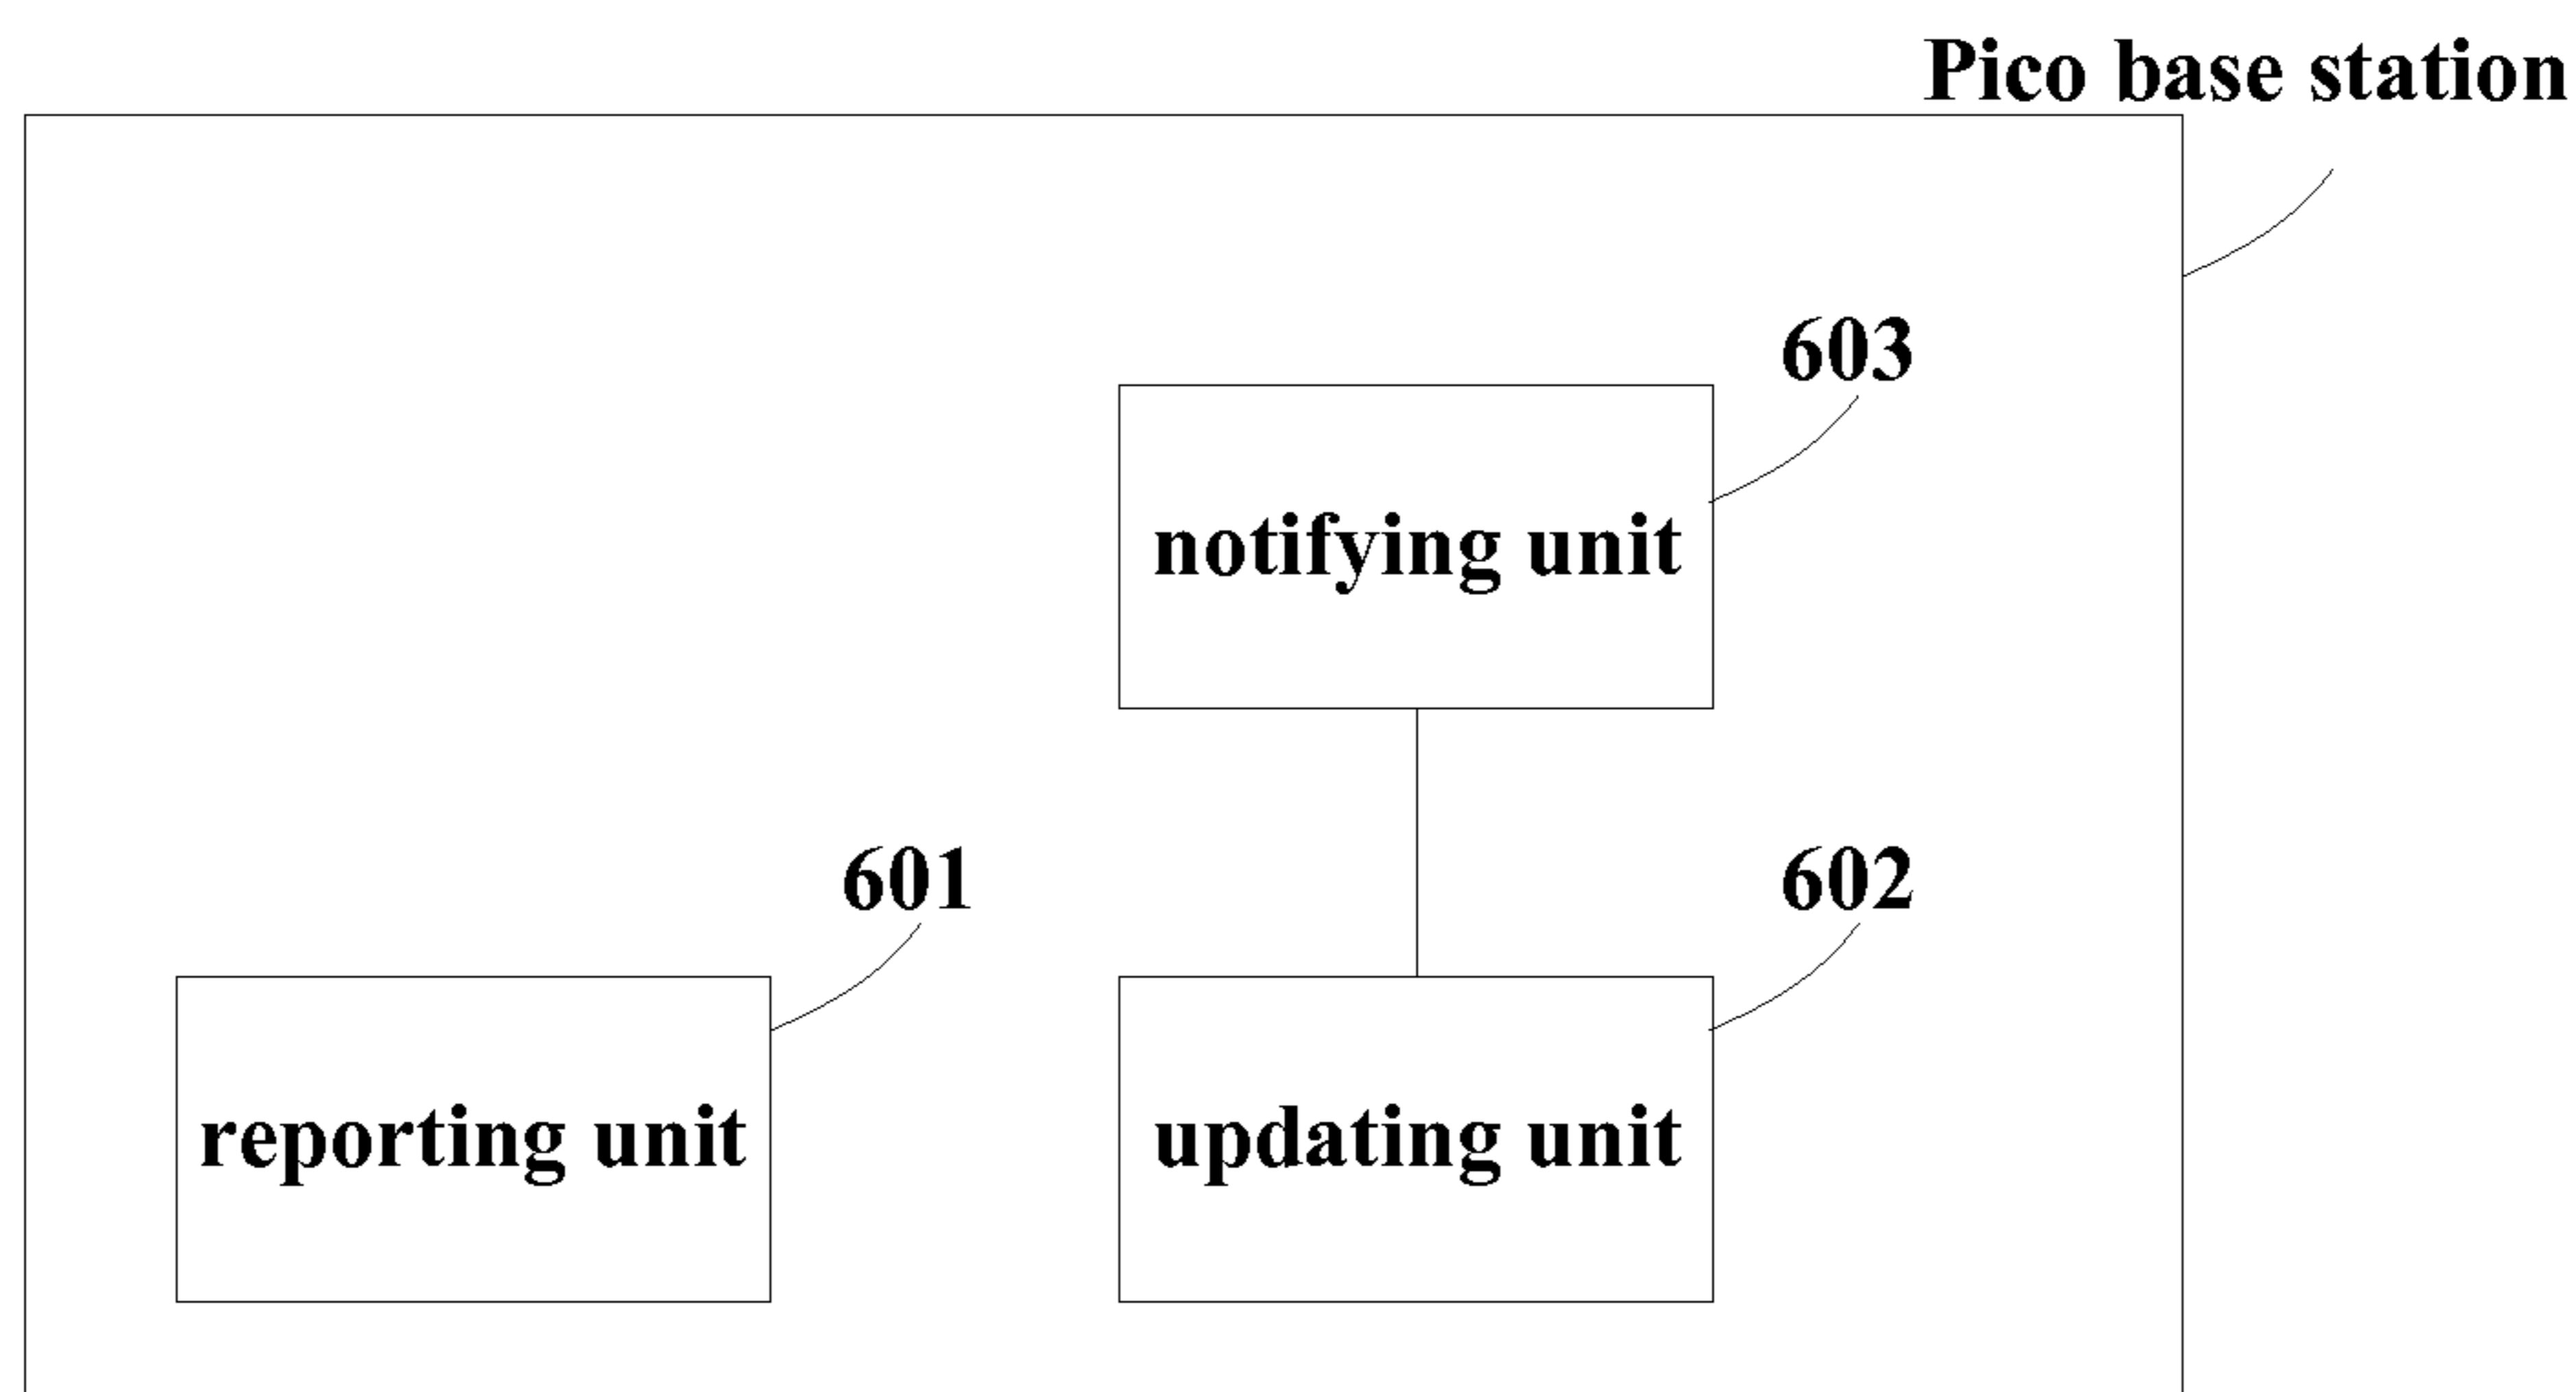 Pico base station
603
notifying unit
601
602
reporting unit
updating unit